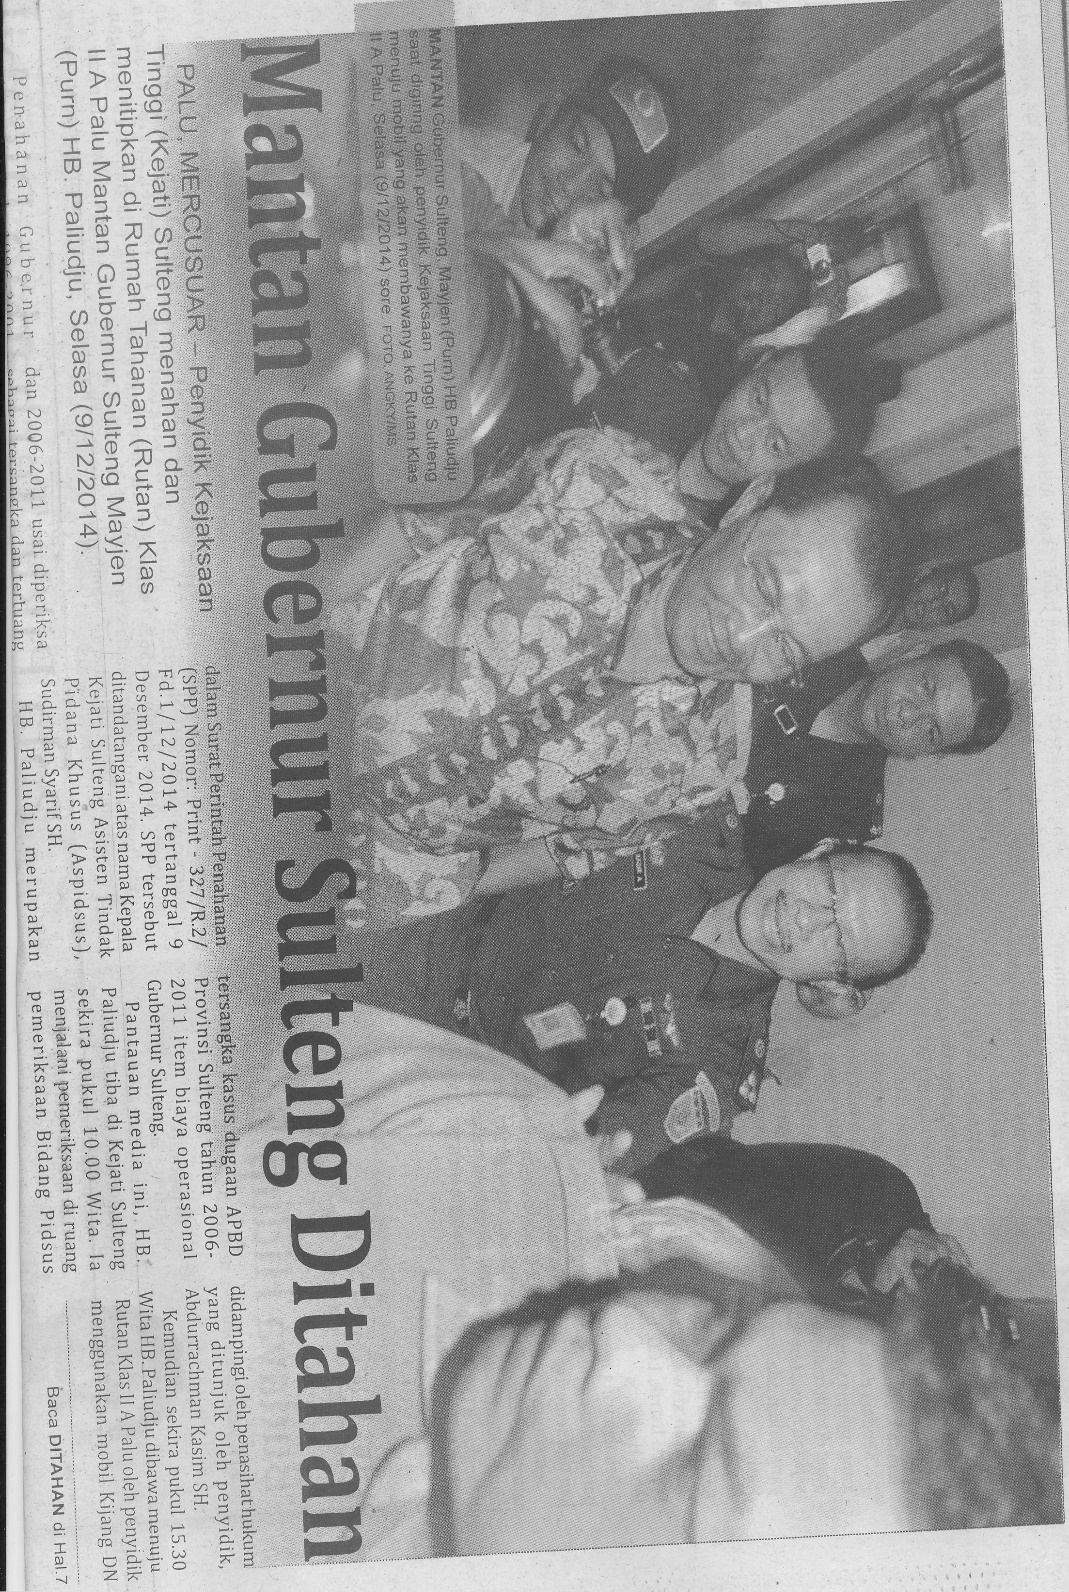 MANTAN Gubernur Sulteng Mayjen (Purn) HB Paliudju
saat digiring oleh penyidik Kejaksaan Tinggi Sulteng
menuju mobil yang akan membawanya ke Rutan Klas
II A Palu, Selasa (9/12/2014) sore FOTO. ANGKY/MS
Mantan Gubernur Sulteng Ditahan
PALU, MERCUSUAR – Penyidik Kejaksaan
Tinggi (Kejati) Sulteng menahan dan
menitipkan di Rumah Tahanan (Rutan) Klas
II A Palu Mantan Gubernur Sulteng Mayjen
(Purn) HB. Paliudju, Selasa (9/12/2014).
Penahanan Gubernur
1996-2001
dan 2006-2011 usai diperiksa
sebagai tersangka dan tertuang
dalam Surat Perintah Penahanan
(SPP) Nomor: Print - 327/R.2/
Fd.1/12/2014 tertanggal 9
Desember 2014. SPP tersebut
ditandatangani atas nama Kepala
Kejati Sulteng Asisten Tindak
Pidana Khusus (Aspidsus),
Sudirman Syarif SH.
HB. Paliudju merupakan
tersangka kasus dugaan APBD
Provinsi Sulteng tahun 2006-
2011 item biaya operasional
Gubernur Sulteng.
Pantauan media ini, HB.
Paliudju tiba di Kejati Sulteng
sekira pukul 10.00 Wita. Ia
menjalani pemeriksaan di ruang
pemeriksaan Bidang Pidsus
didampingi oleh penasihat hukum
yang ditunjuk oleh penyidik,
Abdurrachman Kasim SH.
Kemudian sekira pukul 15.30
Wita HB. Paliudju dibawa menuju
Rutan Klas II A Palu oleh penyidik
menggunakan mobil Kijang DN
Baca DITAHAN di Hal.7